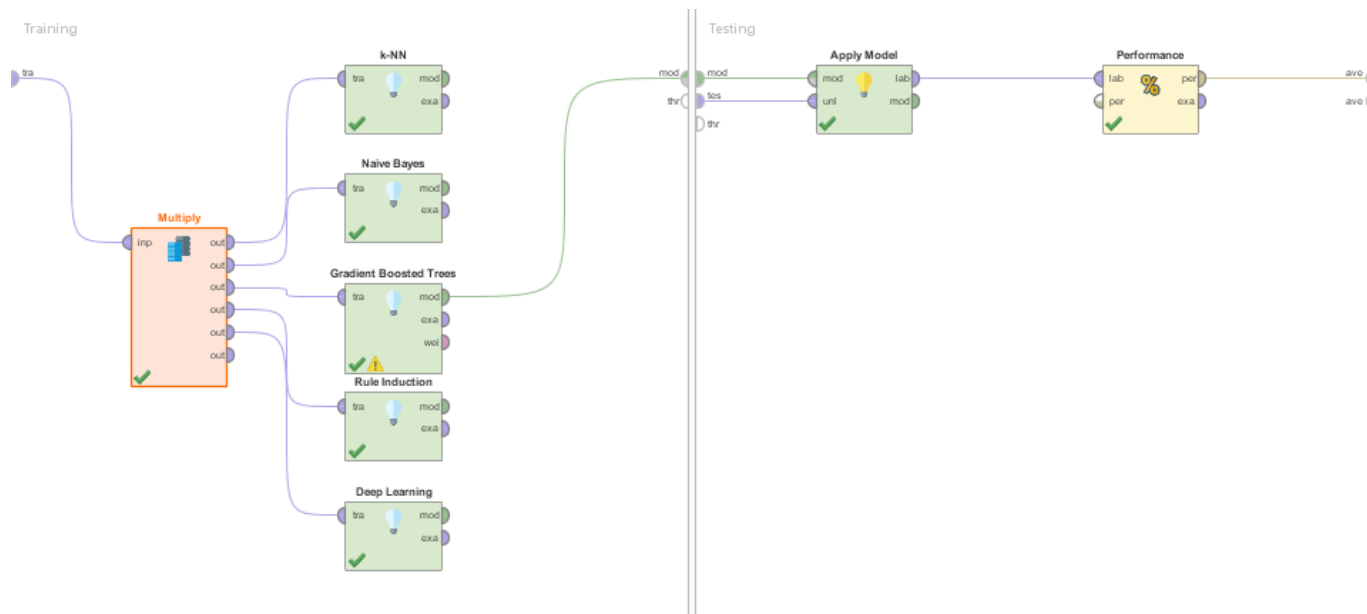 Training
Testing
tra
k-NN
tra
mod
exa
Naive Bayes
tra
mod
exa
Multiply
inp
out
out
out
out
out
out
Gradient Boosted Trees
tra
mod
exa
wei
Rule Induction
tra
mod
exa
Deep Learning
tra
mod
exa
mod
thr
mod
tes
thr
Apply Model
mod
lab
unl
mod
Performance
%
lab
per
per
exa
ave
ave